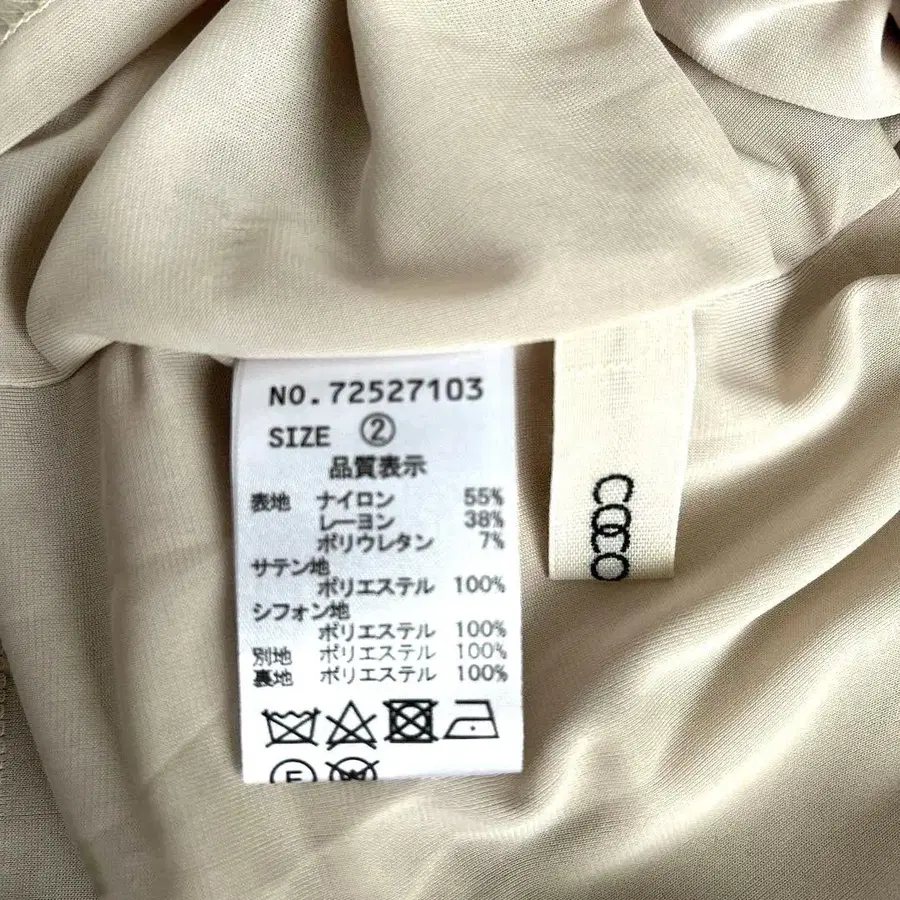 NO.72527103
SIZE ②
品質表示
表地 ナイロン 55%
レーヨン 38%
ポリウレタン 7%
サテン地
ポリエステル 100%
シフォン地
ポリエステル 100%
別地 ポリエステル 100%
裏地 ポリエステル 100%
F
COCO